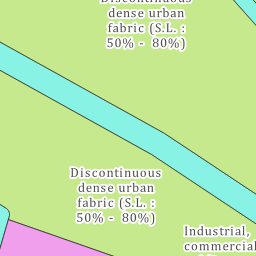 Discontinuous
dense urban
fabric (S.L. :
50% - 80%)
Discontinuous
dense urban
fabric (S.L. :
50% - 80%)
Industrial,
commercial